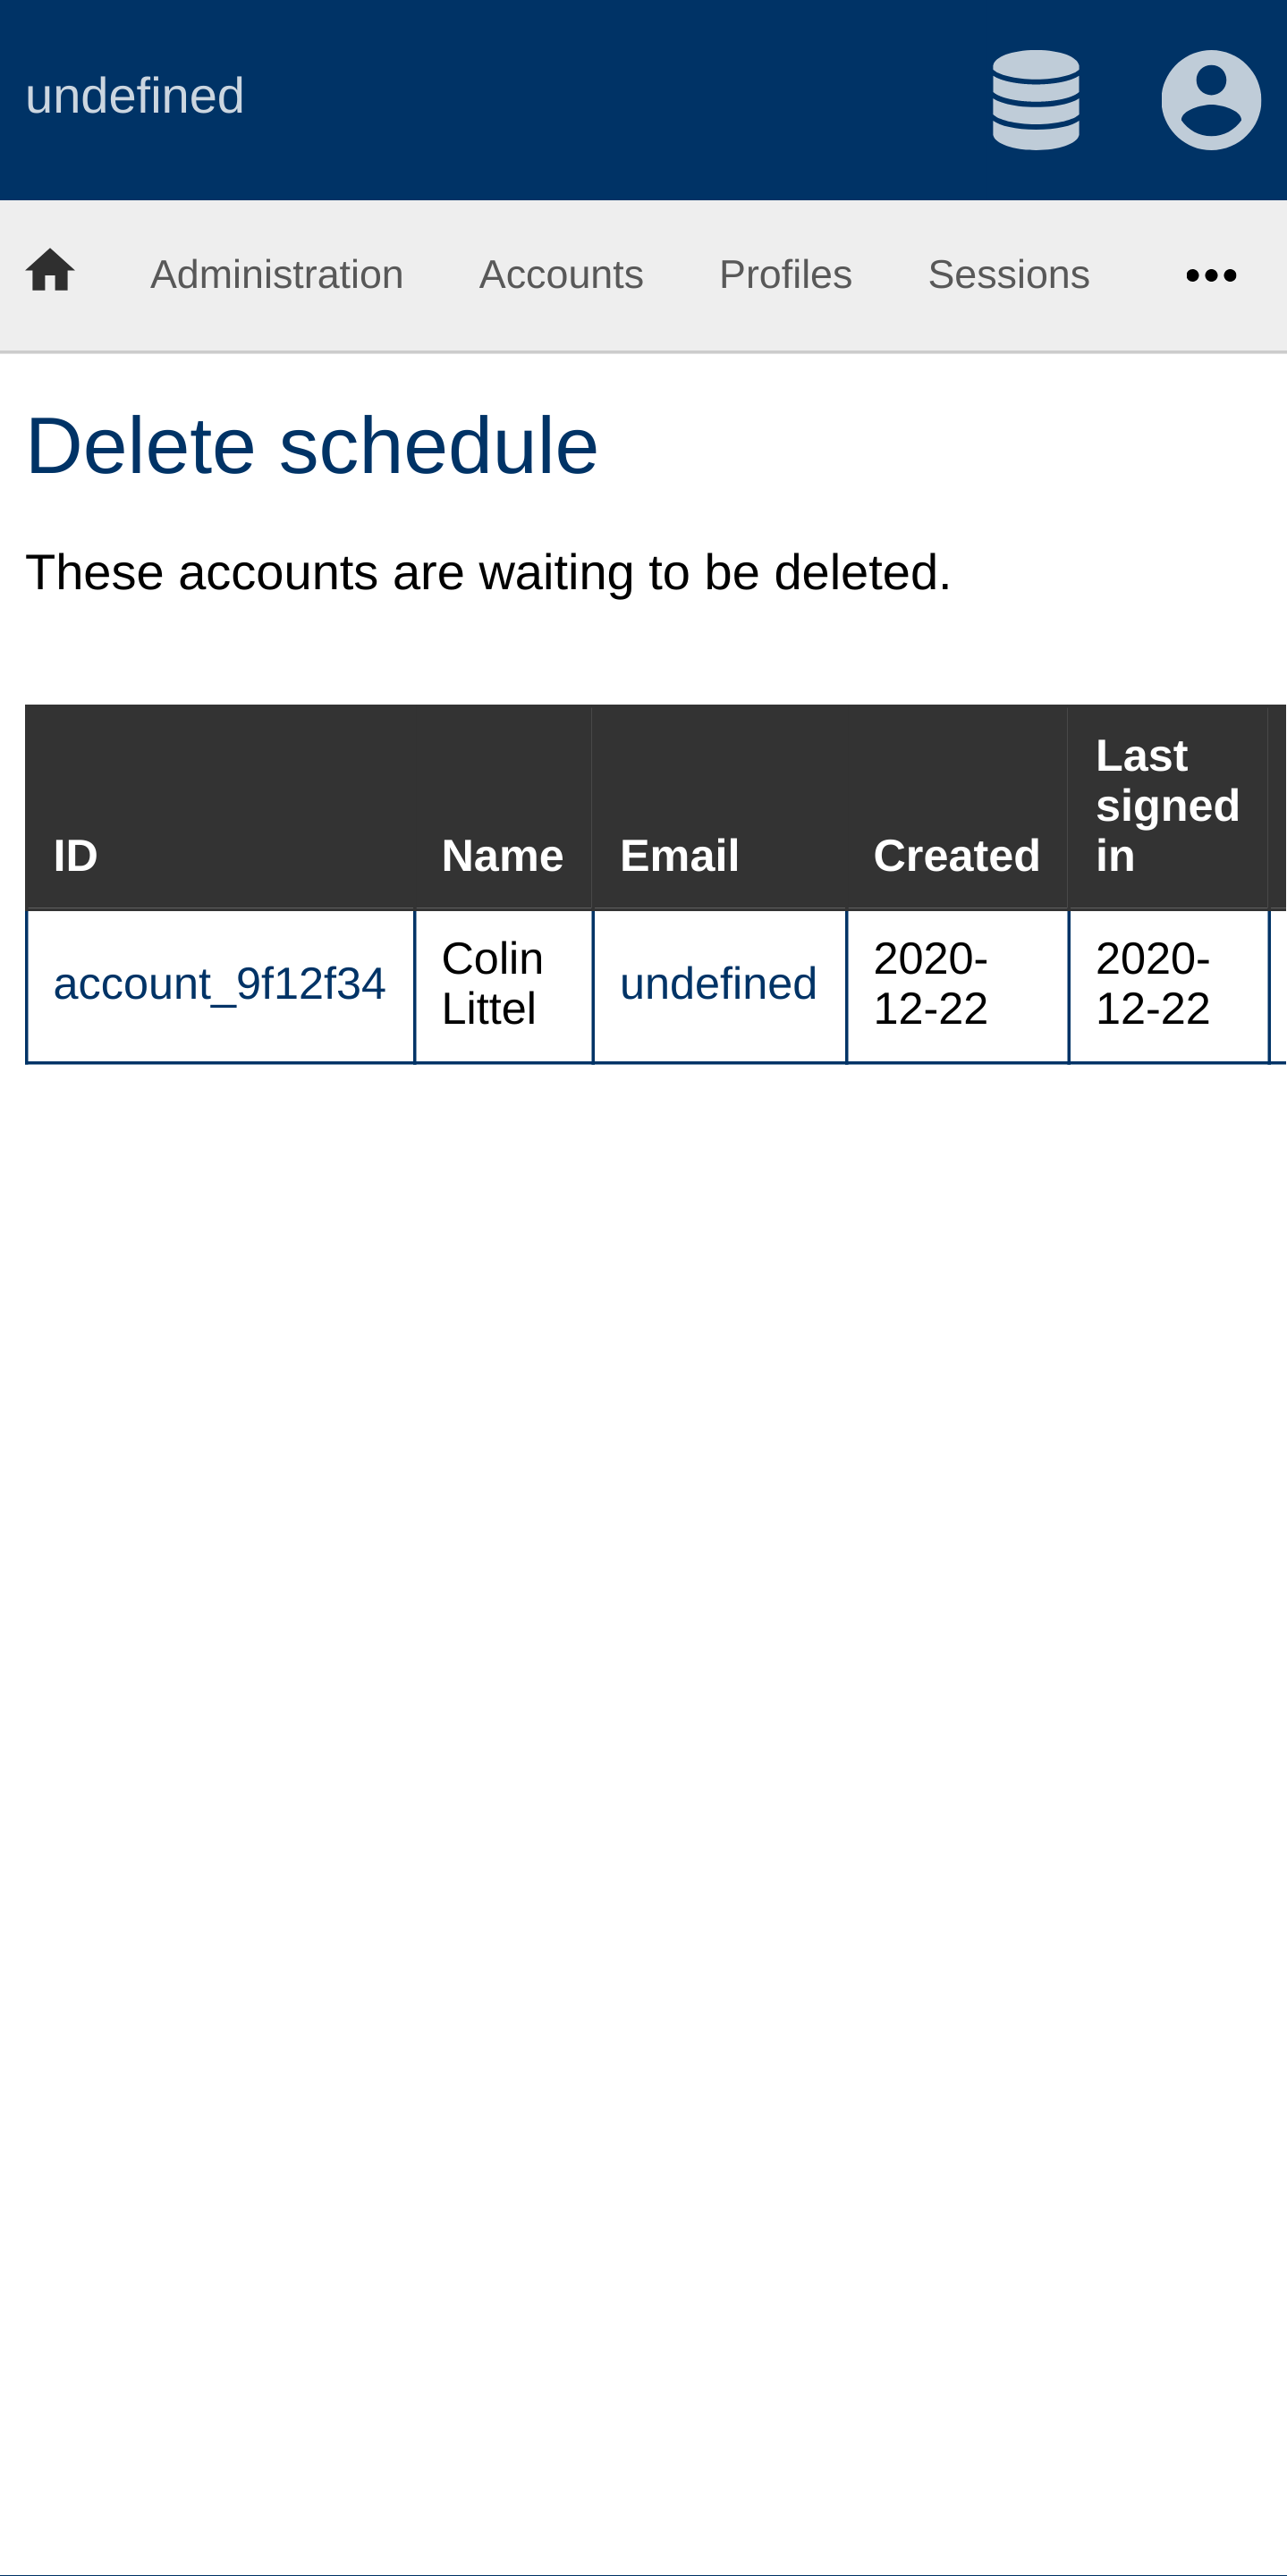 undefined
Administration Accounts Profiles Sessions
Delete schedule
These accounts are waiting to be deleted.
ID Name Email Created Last signed in
account_9f12f34 Colin Littel undefined 2020-12-22 2020-12-22